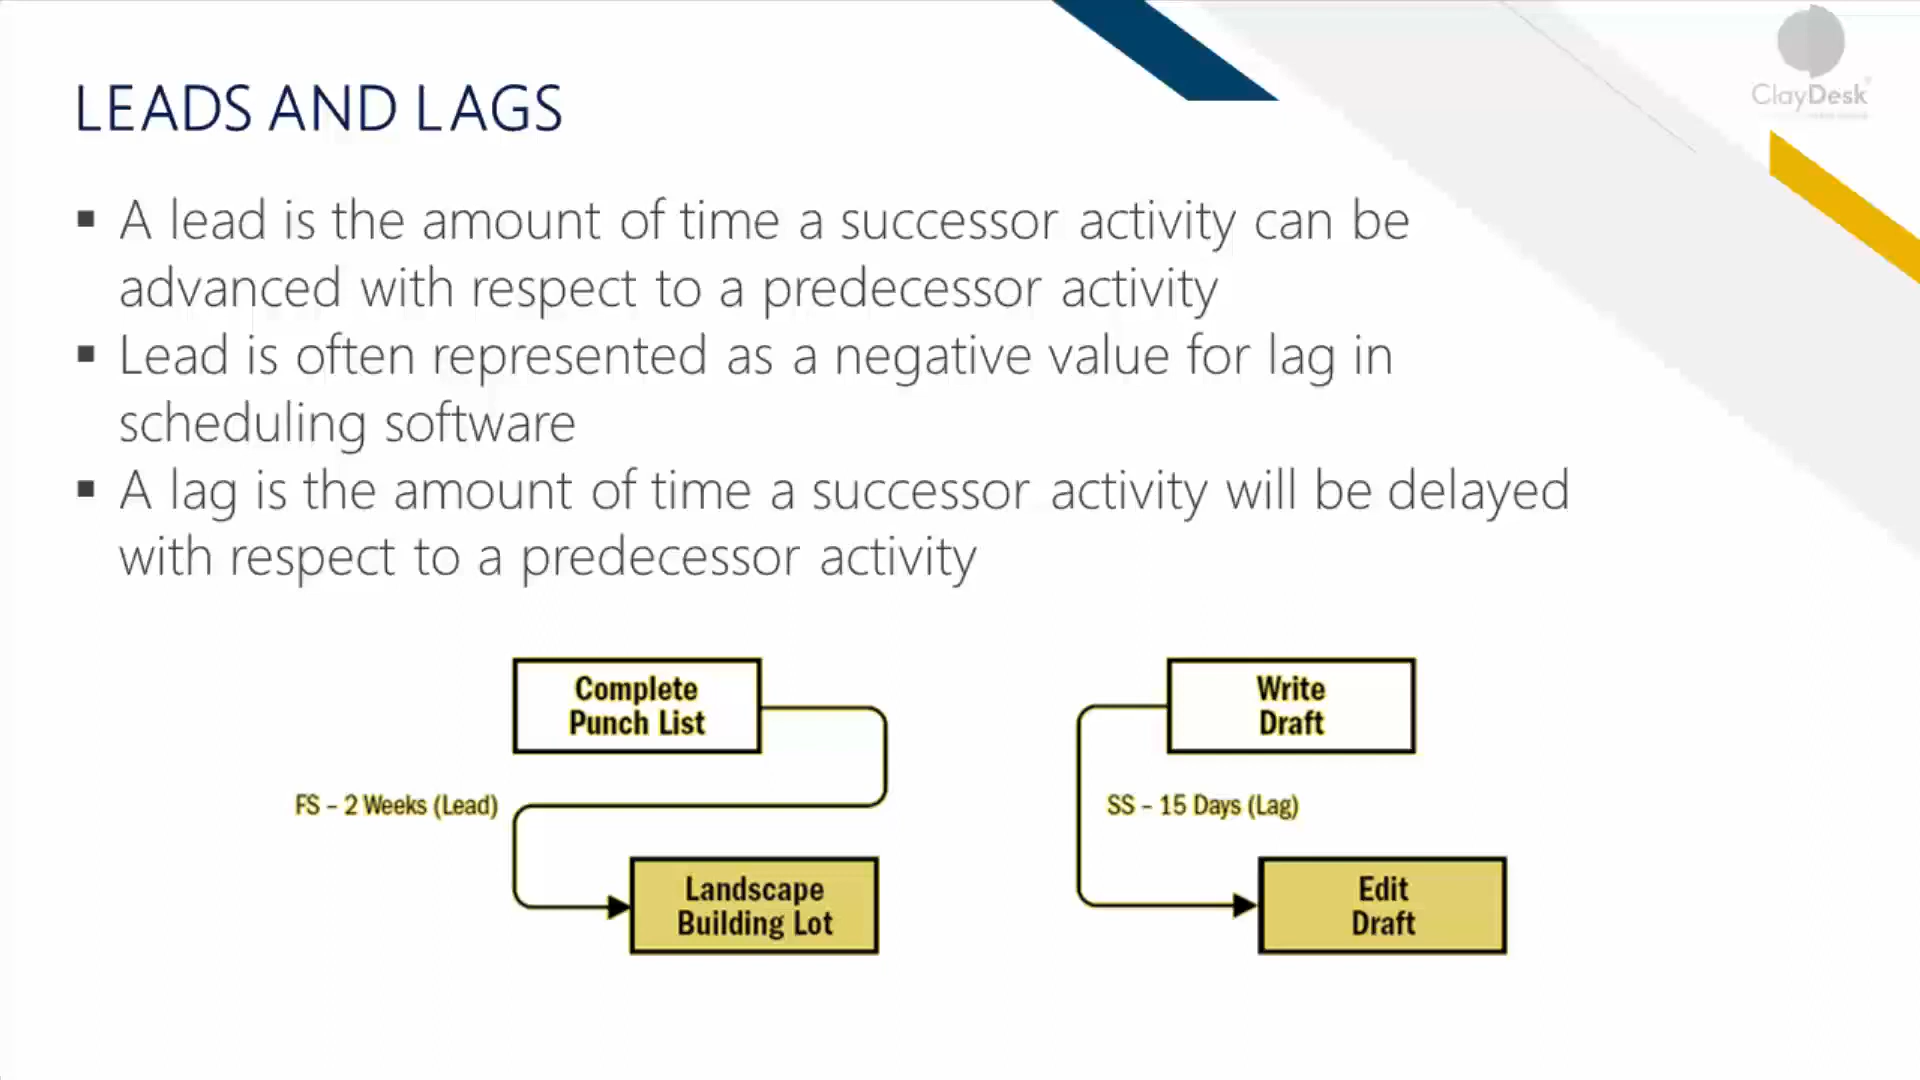 ClayDesk
LEADS AND LAGS
▪ A lead is the amount of time a successor activity can be
advanced with respect to a predecessor activity
▪ Lead is often represented as a negative value for lag in
scheduling software
▪ A lag is the amount of time a successor activity will be delayed
with respect to a predecessor activity
Complete
Punch List
FS – 2 Weeks (Lead)
Landscape
Building Lot
Write
Draft
SS – 15 Days (Lag)
Edit
Draft